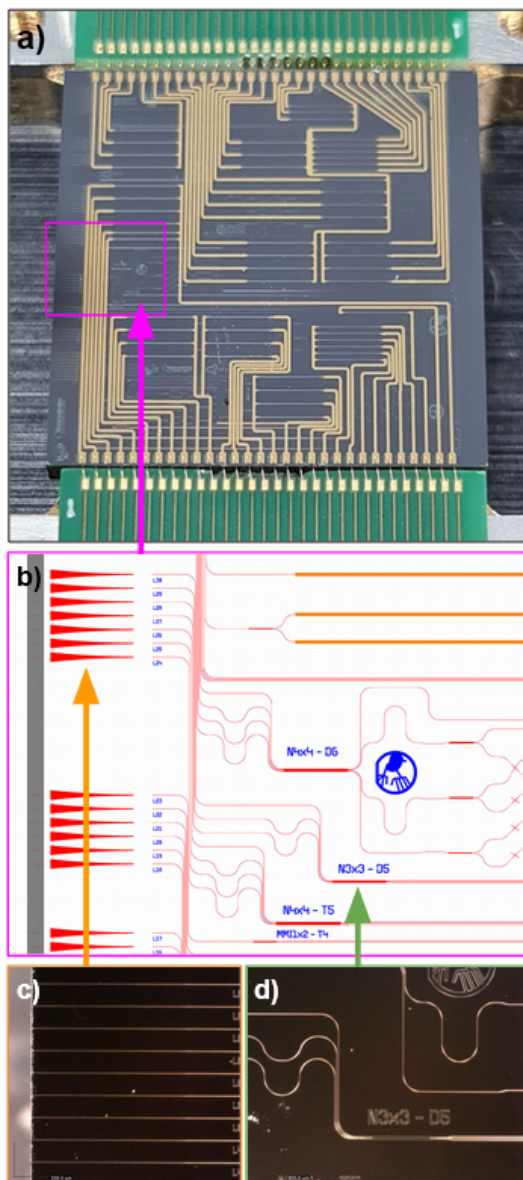 a)
b)
L30
L29
L28
L27
L26
L25
L24
N4x4 - D6
L23
L22
L21
L20
L19
L18
N3x3 - D5
N4x4 - T5
MMI1x2 - T4
L17
L16
c)
d)
N3x3 - D5